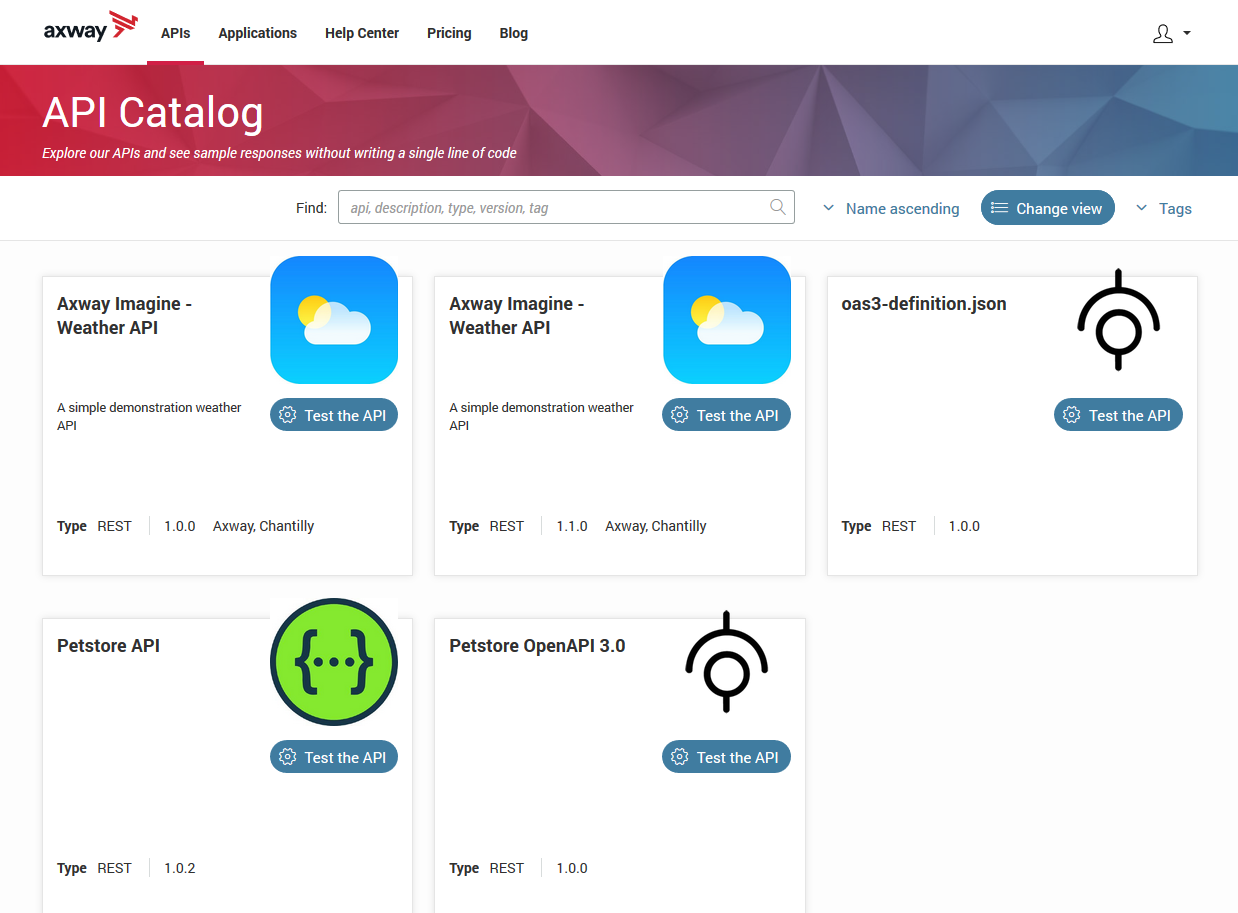 axway
APIs Applications Help Center Pricing Blog
API Catalog
Explore our APIs and see sample responses without writing a single line of code
Find: api, description, type, version, tag
Name ascending
Change view
Tags
Axway Imagine -
Weather API
A simple demonstration weather
API
Test the API
Type REST 1.0.0 Axway, Chantilly
Axway Imagine -
Weather API
A simple demonstration weather
API
Test the API
Type REST 1.1.0 Axway, Chantilly
oas3-definition.json
Test the API
Type REST 1.0.0
Petstore API
{...}
Test the API
Type REST 1.0.2
Petstore OpenAPI 3.0
Test the API
Type REST 1.0.0